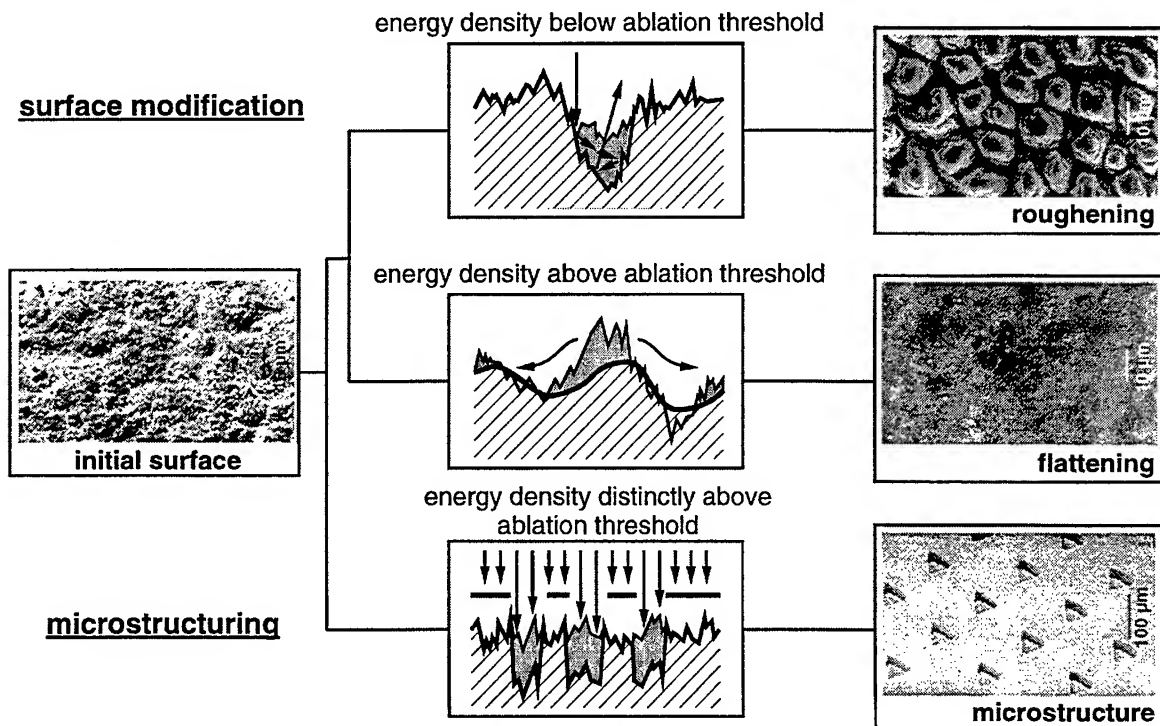 energy density below ablation threshold
surface modification
roughening
energy density above ablation threshold
initial surface
flattening
energy density distinctly above
ablation threshold
microstructuring
100 µm
microstructure